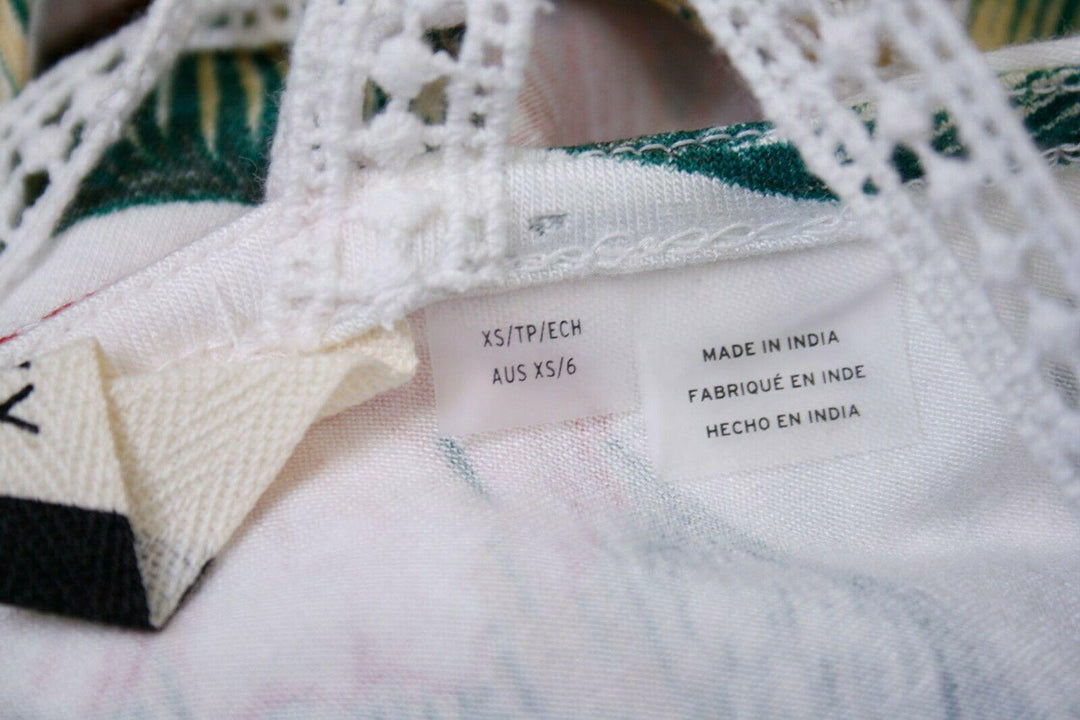 XS/TP/ECH
AUS XS/6
MADE IN INDIA
FABRIQUÉ EN INDE
HECHO EN INDIA
Y